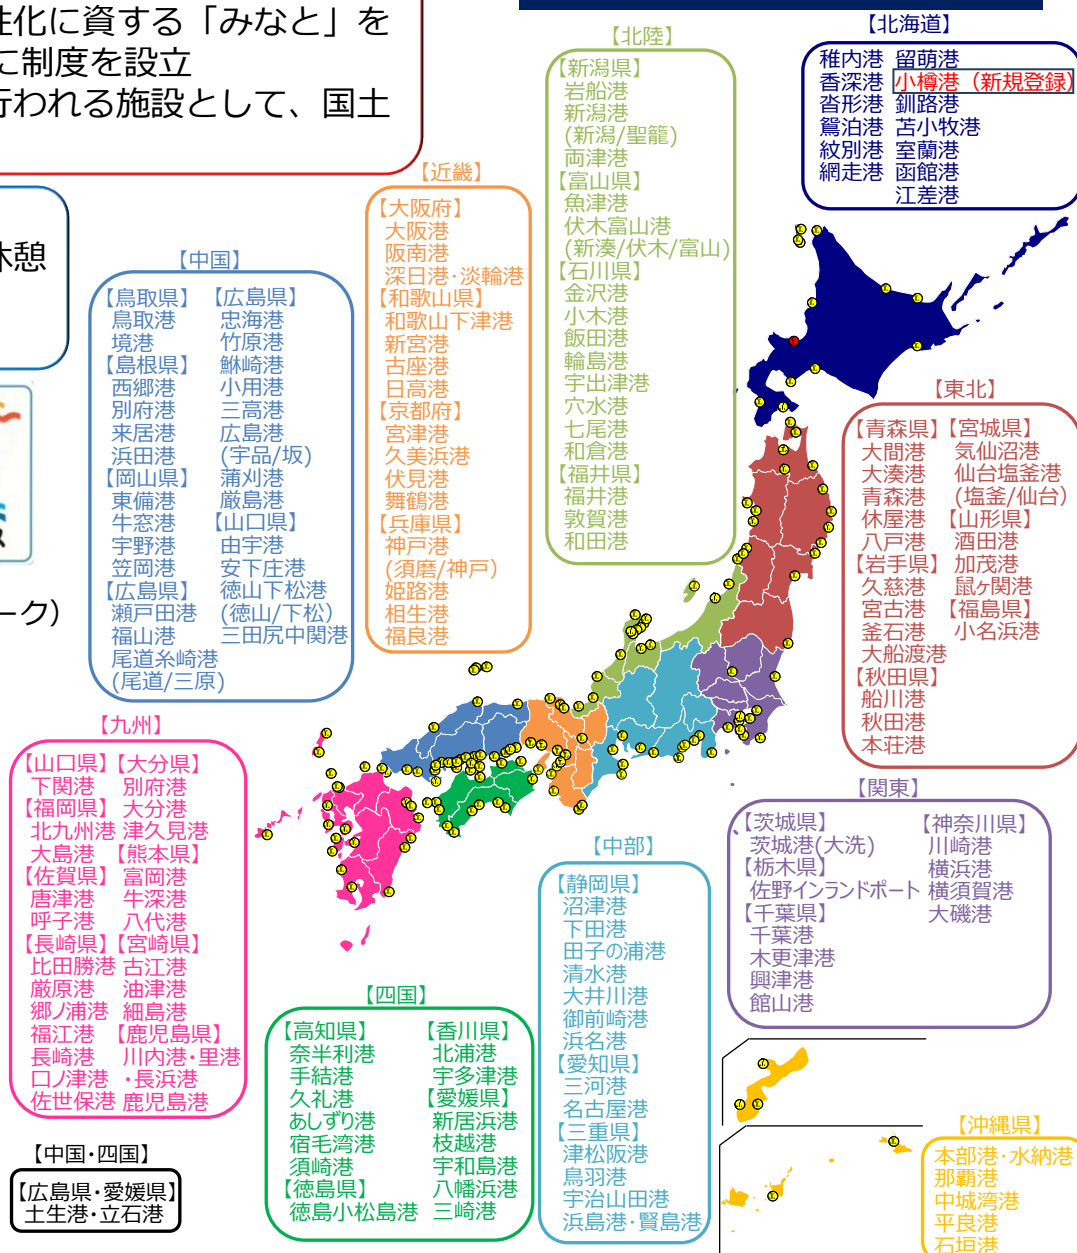 性化に資する「みなと」を
に制度を設立
行われる施設として、国土
休憩
ーク）
【北海道】
稚内港 留萌港
香深港 小樽港（新規登録）
沓形港 釧路港
鴛泊港 苫小牧港
紋別港 室蘭港
網走港 函館港
江差港
【北陸】
【新潟県】
岩船港
新潟港
(新潟/聖籠)
両津港
【富山県】
魚津港
伏木富山港
(新湊/伏木/富山)
【石川県】
金沢港
小木港
飯田港
輪島港
宇出津港
穴水港
七尾港
和倉港
【福井県】
福井港
敦賀港
和田港
【近畿】
【大阪府】
大阪港
阪南港
深日港・淡輪港
【和歌山県】
和歌山下津港
新宮港
古座港
日高港
【京都府】
宮津港
久美浜港
伏見港
舞鶴港
【兵庫県】
神戸港
(須磨/神戸)
姫路港
相生港
福良港
【中国】
【鳥取県】
鳥取港
境港
【島根県】
西郷港
別府港
来居港
浜田港
【岡山県】
東備港
牛窓港
宇野港
笠岡港
【広島県】
瀬戸田港
福山港
尾道糸崎港
(尾道/三原)
【広島県】
忠海港
竹原港
鮴崎港
小用港
三高港
広島港
(宇品/坂)
蒲刈港
厳島港
【山口県】
由宇港
安下庄港
徳山下松港
(徳山/下松)
三田尻中関港
【東北】
【青森県】
大間港
大湊港
青森港
休屋港
八戸港
【岩手県】
久慈港
宮古港
釜石港
大船渡港
【秋田県】
船川港
秋田港
本荘港
【宮城県】
気仙沼港
仙台塩釜港
(塩釜/仙台)
【山形県】
酒田港
加茂港
鼠ヶ関港
【福島県】
小名浜港
【九州】
【山口県】
下関港
【福岡県】
北九州港
大島港
【佐賀県】
唐津港
呼子港
【長崎県】
比田勝港
厳原港
郷ノ浦港
福江港
長崎港
口ノ津港
佐世保港
【大分県】
別府港
大分港
津久見港
【熊本県】
富岡港
牛深港
八代港
【宮崎県】
古江港
油津港
細島港
【鹿児島県】
川内港・里港
・長浜港
鹿児島港
【関東】
【茨城県】
茨城港(大洗)
【栃木県】
佐野インランドポート
【千葉県】
千葉港
木更津港
興津港
館山港
【神奈川県】
川崎港
横浜港
横須賀港
大磯港
【中部】
【静岡県】
沼津港
下田港
田子の浦港
清水港
大井川港
御前崎港
浜名港
【愛知県】
三河港
名古屋港
【三重県】
津松阪港
鳥羽港
宇治山田港
浜島港・賢島港
【四国】
【高知県】
奈半利港
手結港
久礼港
あしずり港
宿毛湾港
須崎港
【徳島県】
徳島小松島港
【香川県】
北浦港
宇多津港
【愛媛県】
新居浜港
枝越港
宇和島港
八幡浜港
三崎港
【中国・四国】
【広島県・愛媛県】
土生港・立石港
【沖縄県】
本部港・水納港
那覇港
中城湾港
平良港
石垣港